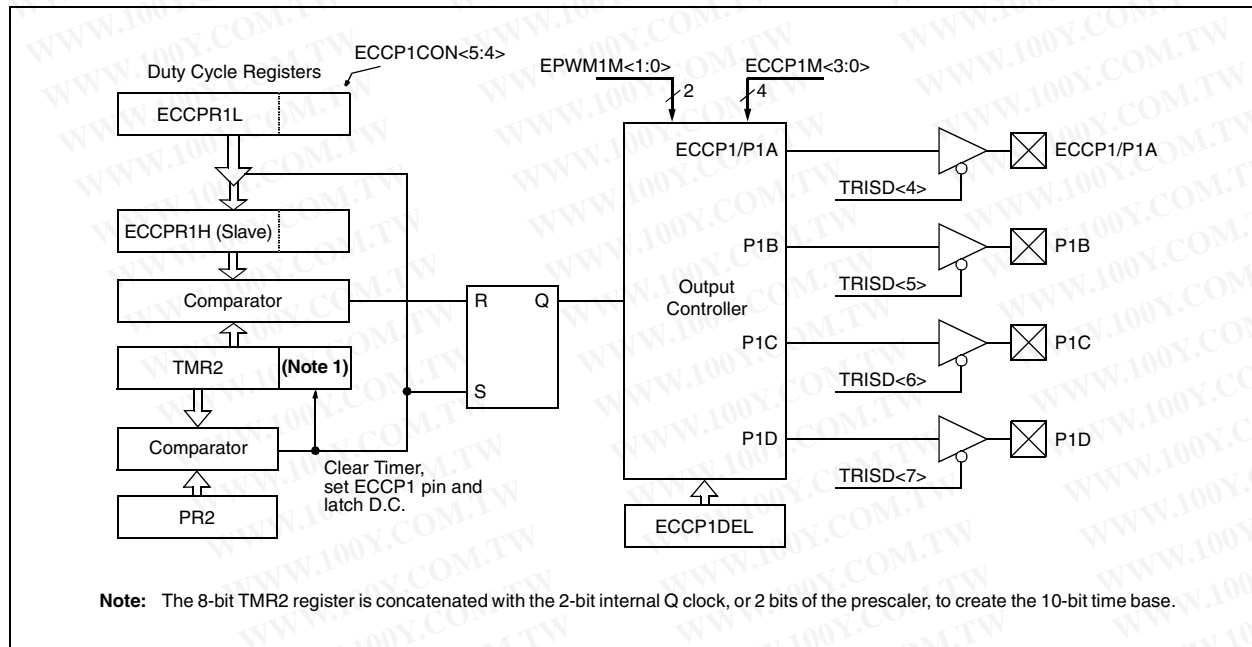 ECCP1CON<5:4>
Duty Cycle Registers
ECCPR1L
ECCPR1H (Slave)
Comparator
TMR2
(Note 1)
Comparator
PR2
Clear Timer,
set ECCP1 pin and
latch D.C.
R
Q
S
EPWM1M<1:0>
2
ECCP1M<3:0>
4
ECCP1/P1A
P1B
Output
Controller
P1C
P1D
ECCP1DEL
TRISD<4>
ECCP1/P1A
TRISD<5>
P1B
TRISD<6>
P1C
TRISD<7>
P1D
Note: The 8-bit TMR2 register is concatenated with the 2-bit internal Q clock, or 2 bits of the prescaler, to create the 10-bit time base.
WWW.100Y.COM.TW